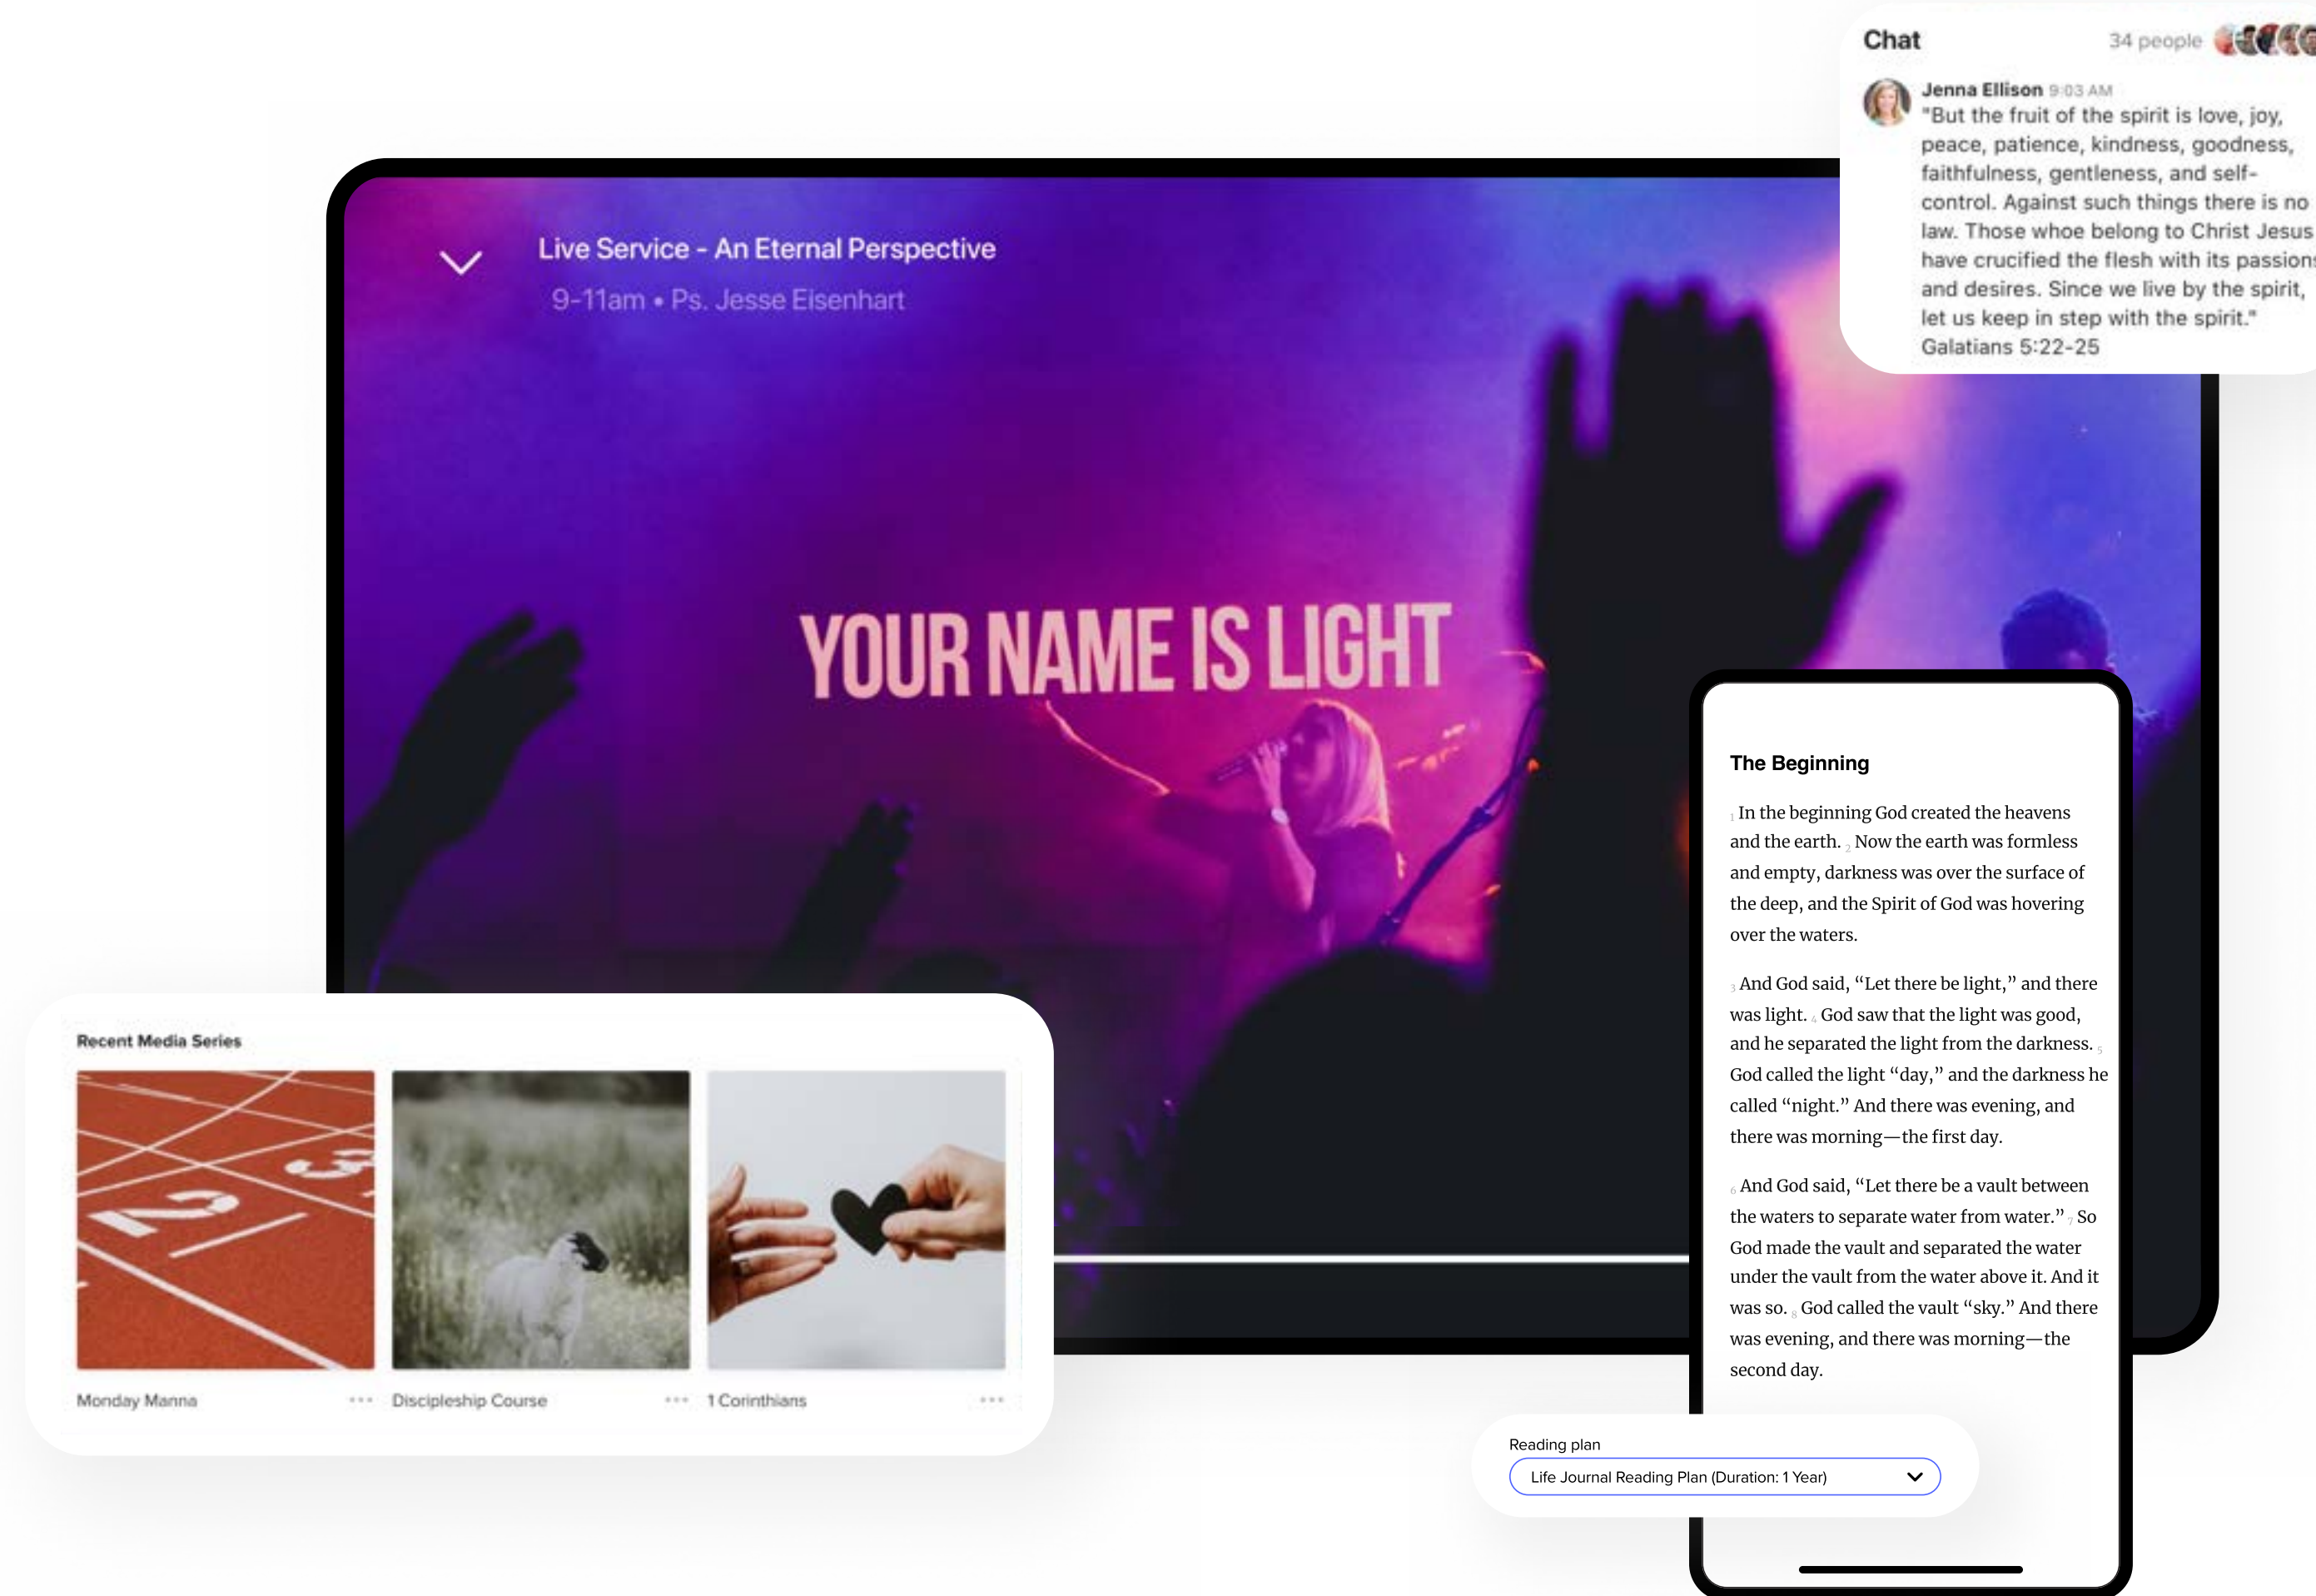 Chat
34 people
Jenna Ellison 9:03 AM
"But the fruit of the spirit is love, joy,
peace, patience, kindness, goodness,
faithfulness, gentleness, and self-
control. Against such things there is no
law. Those whoe belong to Christ Jesus
have crucified the flesh with its passions
and desires. Since we live by the spirit,
let us keep in step with the spirit."
Galatians 5:22-25
Live Service - An Eternal Perspective
9-11am • Ps. Jesse Eisenhart
YOUR NAME IS LIGHT
The Beginning
1 In the beginning God created the heavens
and the earth. 2 Now the earth was formless
and empty, darkness was over the surface of
the deep, and the Spirit of God was hovering
over the waters.
3 And God said, “Let there be light,” and there
was light. 4 God saw that the light was good,
and he separated the light from the darkness. 5
God called the light “day,” and the darkness he
called “night.” And there was evening, and
there was morning—the first day.
6 And God said, “Let there be a vault between
the waters to separate water from water.” 7 So
God made the vault and separated the water
under the vault from the water above it. And it
was so. 8 God called the vault “sky.” And there
was evening, and there was morning—the
second day.
Recent Media Series
2
3
Monday Manna
Discipleship Course
1 Corinthians
Reading plan
Life Journal Reading Plan (Duration: 1 Year)